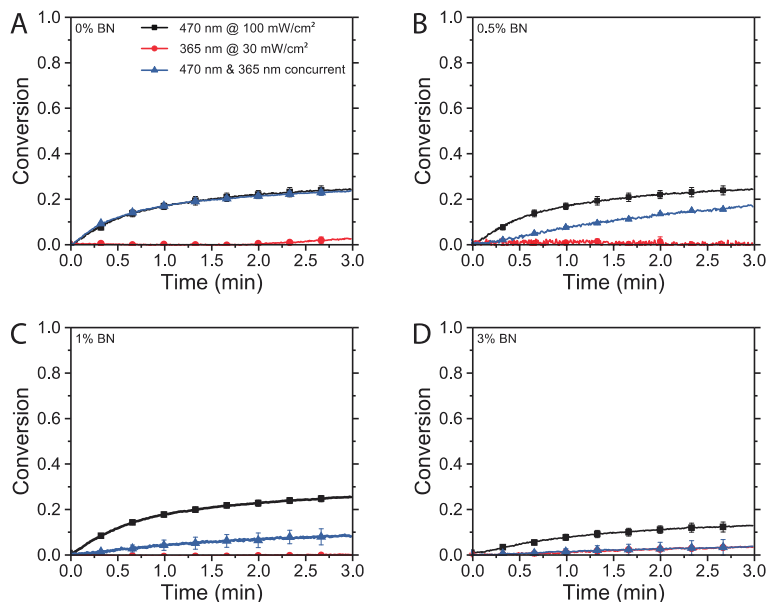 A
0% BN
470 nm @ 100 mW/cm²
365 nm @ 30 mW/cm²
470 nm & 365 nm concurrent
Conversion
1.0
0.8
0.6
0.4
0.2
0.0
0.0 0.5 1.0 1.5 2.0 2.5 3.0
Time (min)
B
0.5% BN
Conversion
1.0
0.8
0.6
0.4
0.2
0.0
0.0 0.5 1.0 1.5 2.0 2.5 3.0
Time (min)
C
1% BN
Conversion
1.0
0.8
0.6
0.4
0.2
0.0
0.0 0.5 1.0 1.5 2.0 2.5 3.0
Time (min)
D
3% BN
Conversion
1.0
0.8
0.6
0.4
0.2
0.0
0.0 0.5 1.0 1.5 2.0 2.5 3.0
Time (min)